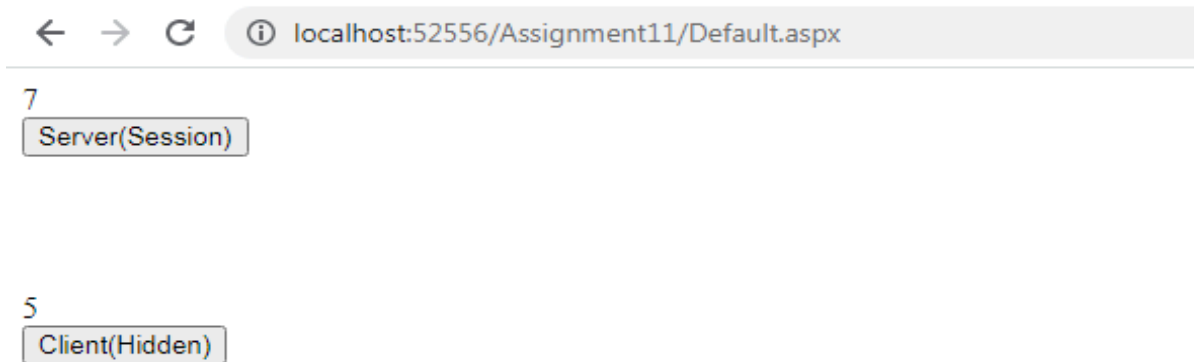 localhost:52556/Assignment11/Default.aspx
7
Server(Session)
5
Client(Hidden)